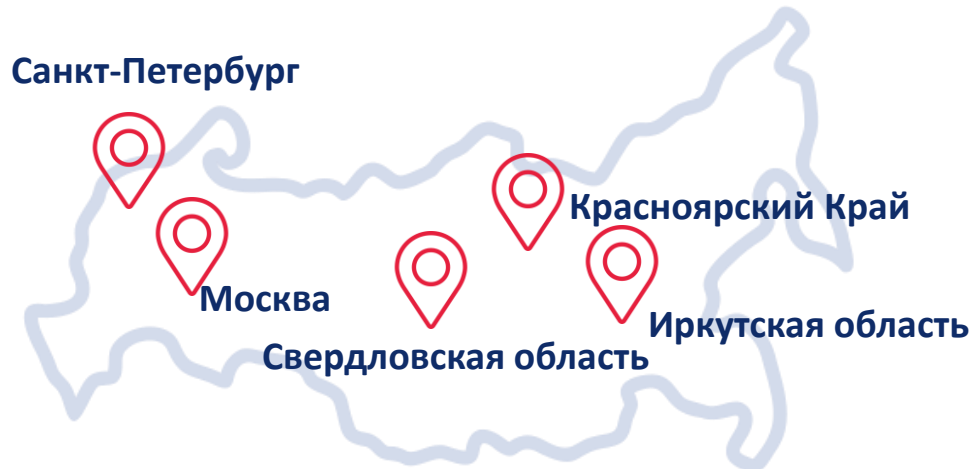 Санкт-Петербург
Красноярский Край
Москва
Иркутская область
Свердловская область